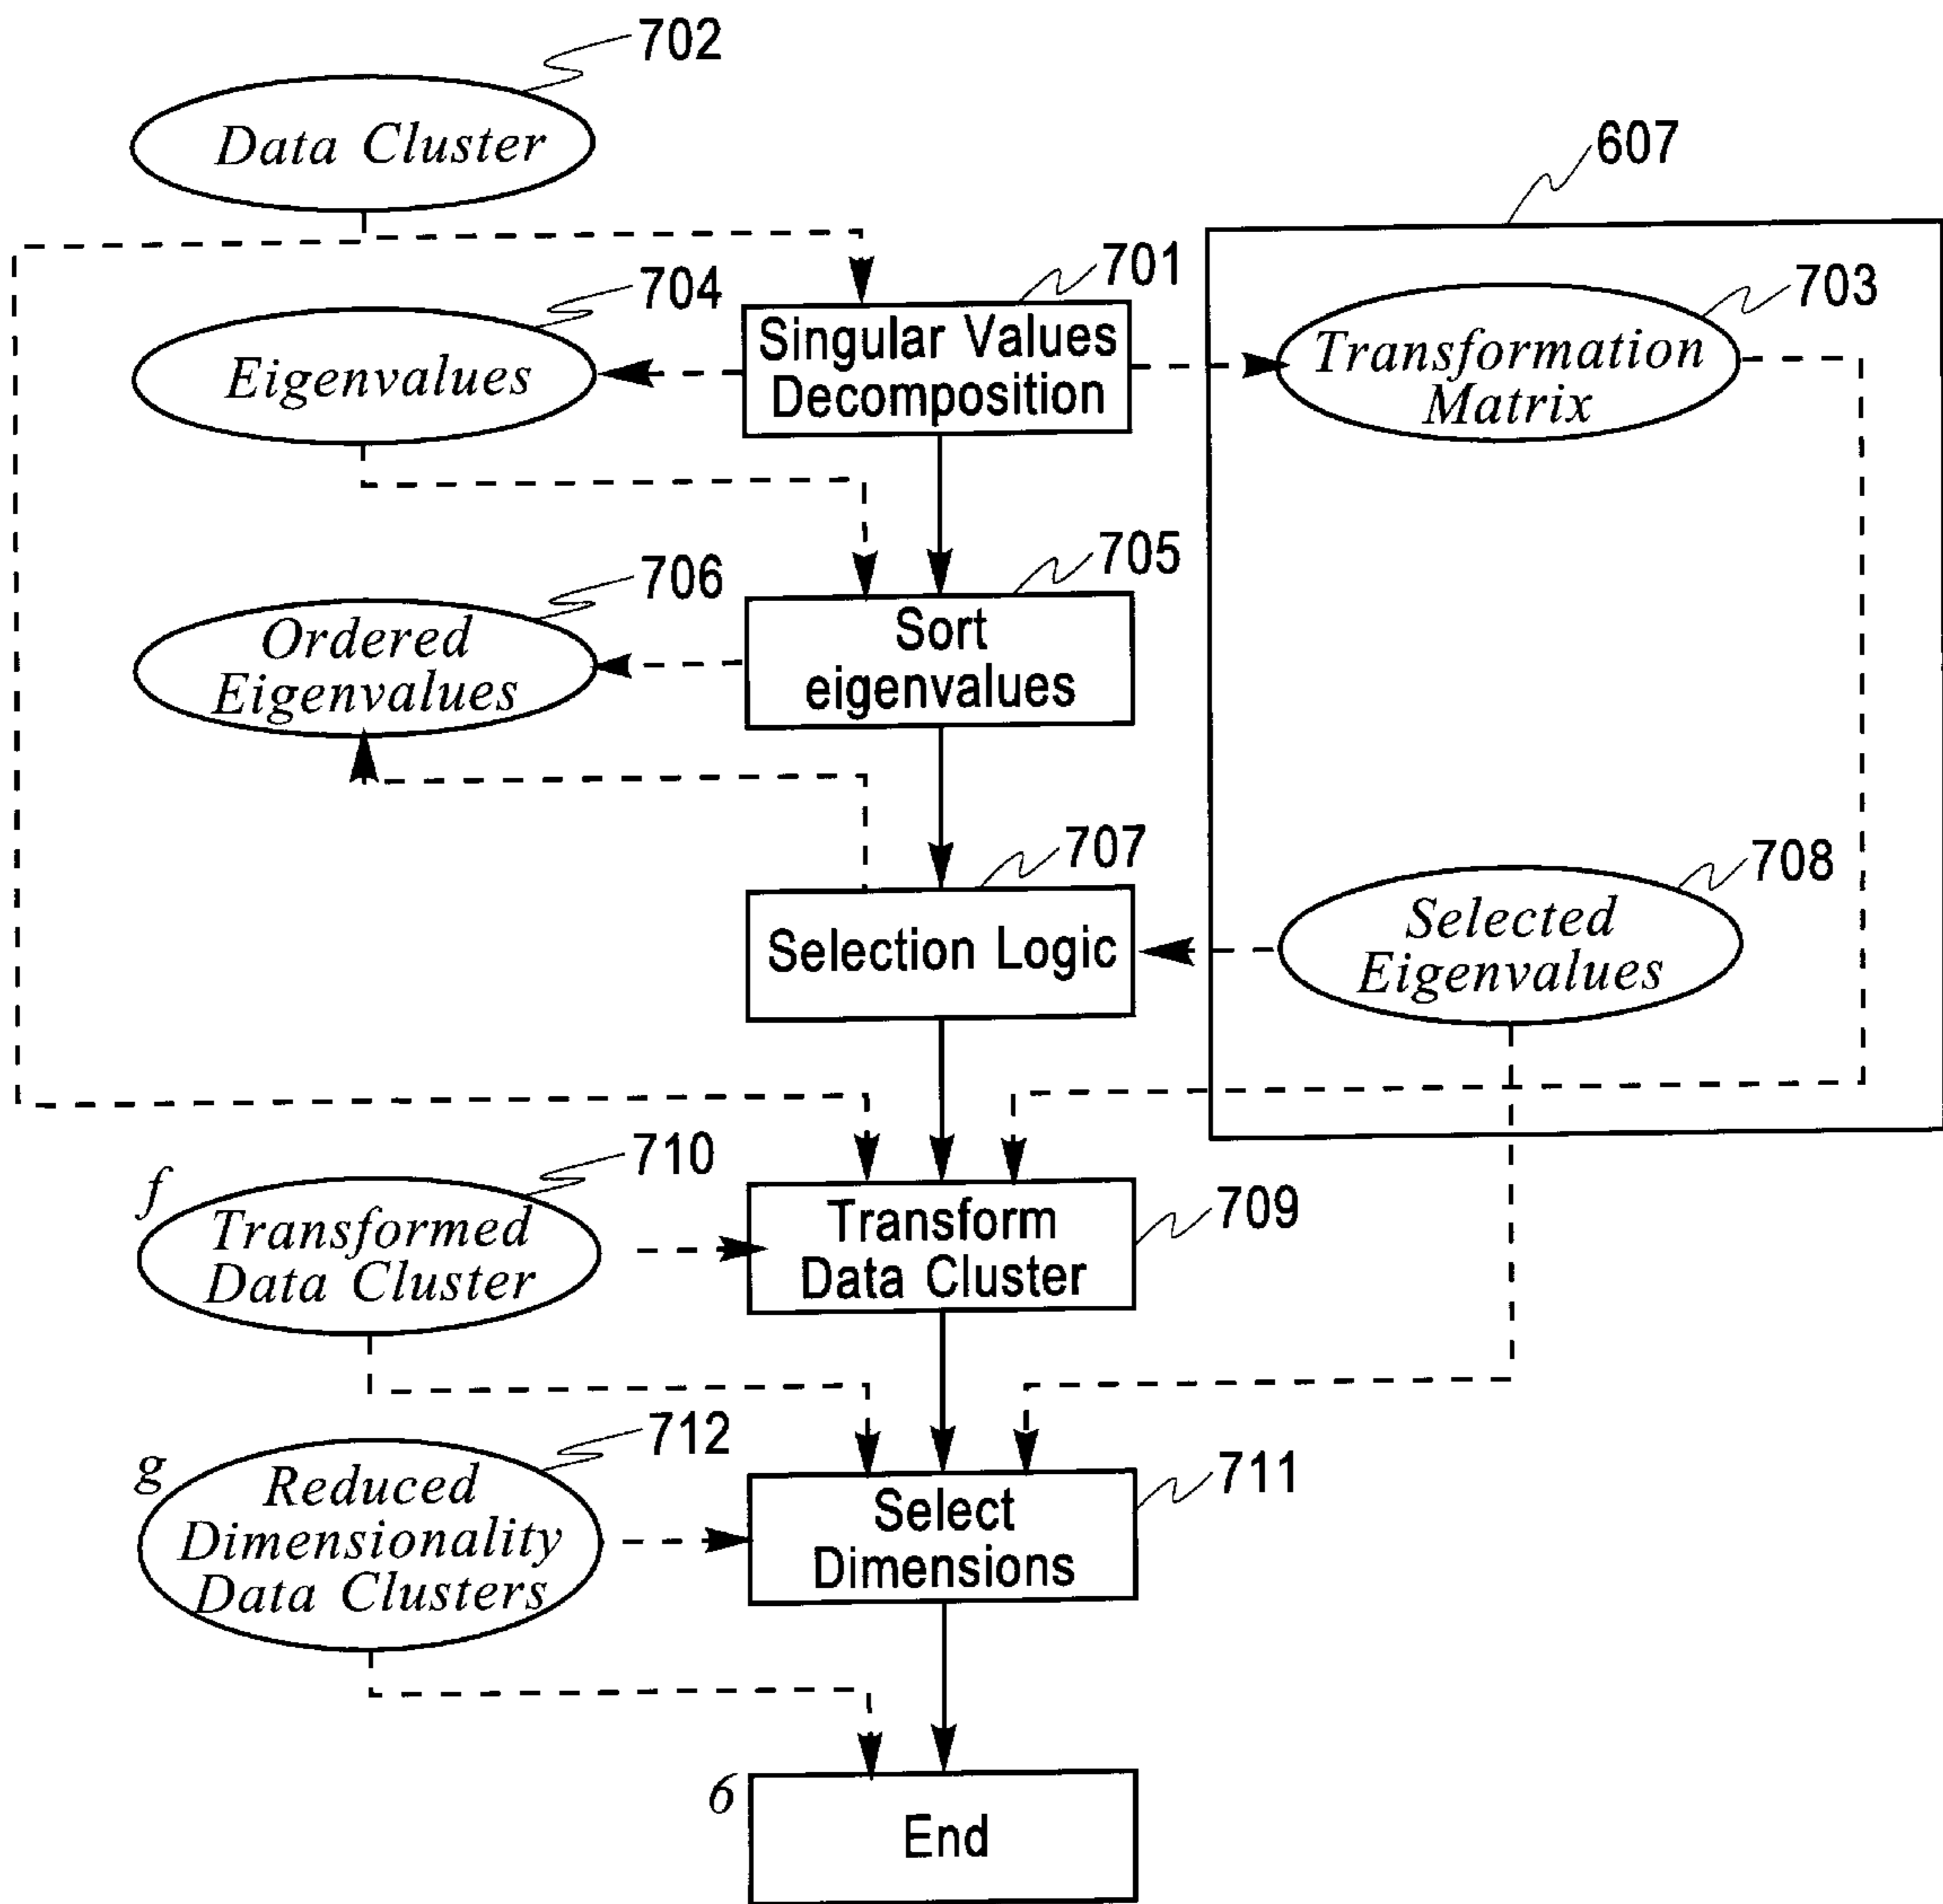 702
Data Cluster
607
701
703
704
Singular Values
Decomposition
Transformation
Matrix
Eigenvalues
705
706
Ordered
Eigenvalues
Sort
eigenvalues
707
708
Selection Logic
Selected
Eigenvalues
710
f
709
Transformed
Data Cluster
Transform
Data Cluster
712
g
711
Reduced
Dimensionality
Data Clusters
Select
Dimensions
6
End